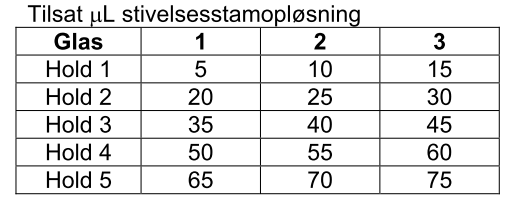 Tilsat μL stivelsesstamopløsning
Glas 1 2 3
Hold 1 5 10 15
Hold 2 20 25 30
Hold 3 35 40 45
Hold 4 50 55 60
Hold 5 65 70 75